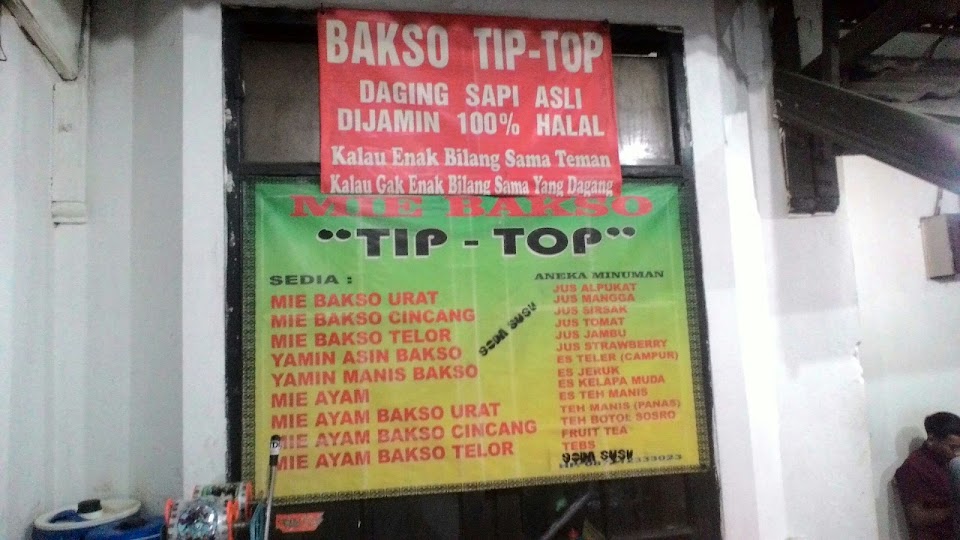 BAKSO TIP-TOP
DAGING SAPI ASLI
DIJAMIN 100% HALAL
Kalau Enak Bilang Sama Teman
Kalau Gak Enak Bilang Sama Yang Dagang
MIE BAKSO
"TIP - TOP"
SEDIA :
MIE BAKSO URAT
MIE BAKSO CINCANG
MIE BAKSO TELOR
YAMIN ASIN BAKSO
YAMIN MANIS BAKSO
MIE AYAM
MIE AYAM BAKSO URAT
MIE AYAM BAKSO CINCANG
MIE AYAM BAKSO TELOR
SODA SUSU
ANEKA MINUMAN
JUS ALPUKAT
JUS MANGGA
JUS SIRSAK
JUS TOMAT
JUS JAMBU
JUS STRAWBERRY
ES TELER (CAMPUR)
ES JERUK
ES KELAPA MUDA
ES TEH MANIS
TEH MANIS (PANAS)
TEH BOTOL SOSRO
FRUIT TEA
TEBS
SODA SUSU